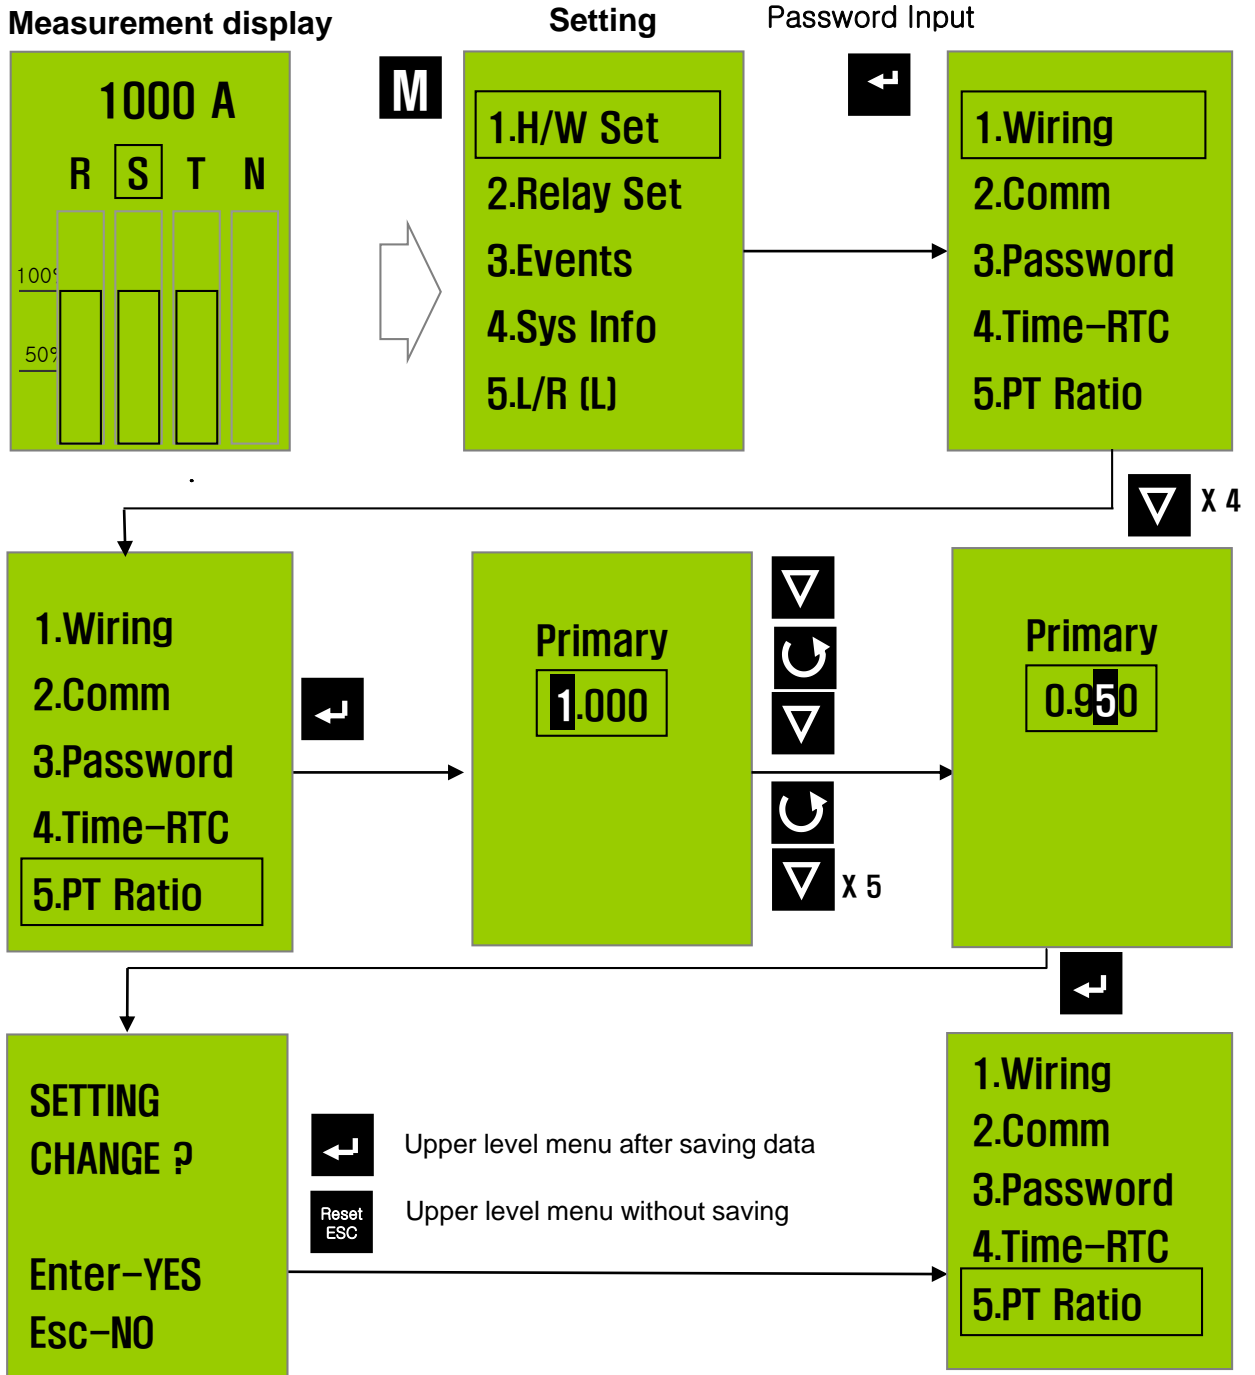 Measurement display
Setting
Password Input
1000 A
R S T N
100%
50%
M
1.H/W Set
2.Relay Set
3.Events
4.Sys Info
5.L/R (L)
1.Wiring
2.Comm
3.Password
4.Time-RTC
5.PT Ratio
X 4
1.Wiring
2.Comm
3.Password
4.Time-RTC
5.PT Ratio
Primary
1.000
X 5
Primary
0.950
SETTING
CHANGE ?
Enter-YES
Esc-NO
Upper level menu after saving data
Reset
ESC
Upper level menu without saving
1.Wiring
2.Comm
3.Password
4.Time-RTC
5.PT Ratio